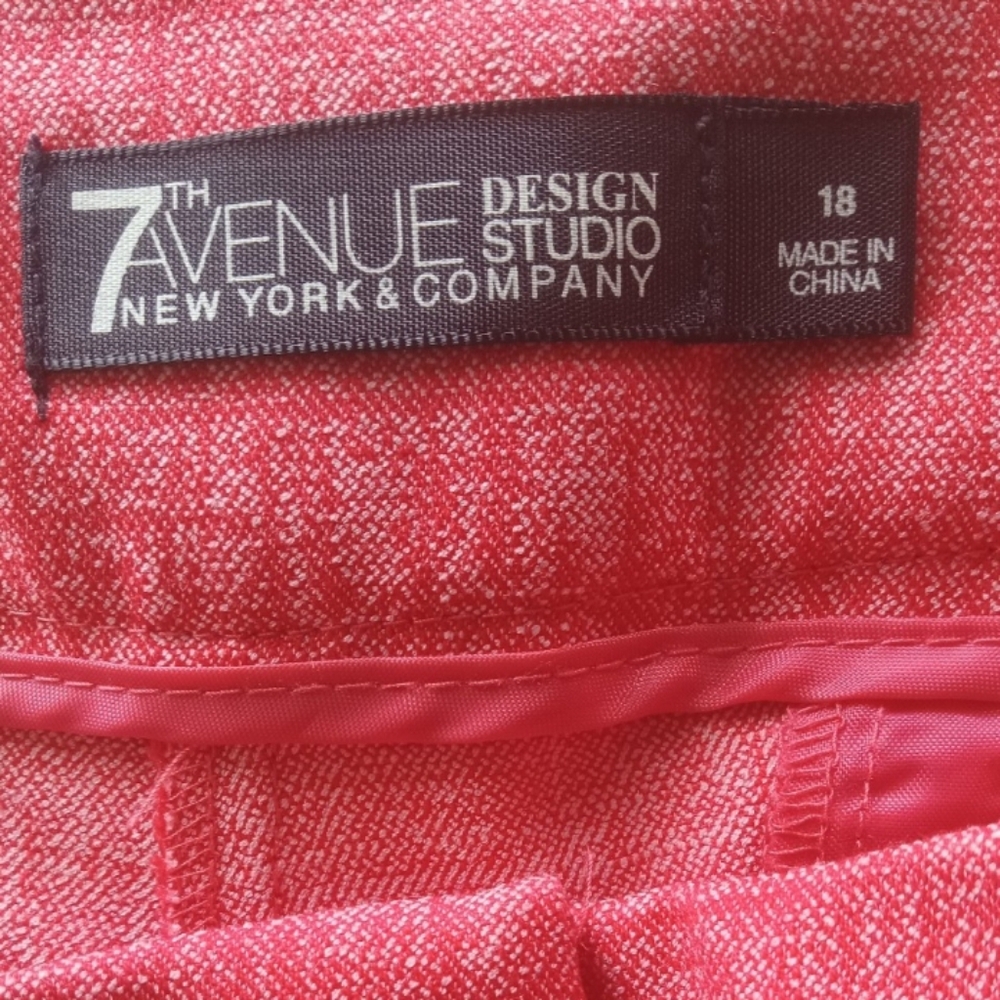 7TH AVENUE DESIGN STUDIO
NEW YORK & COMPANY
18
MADE IN
CHINA